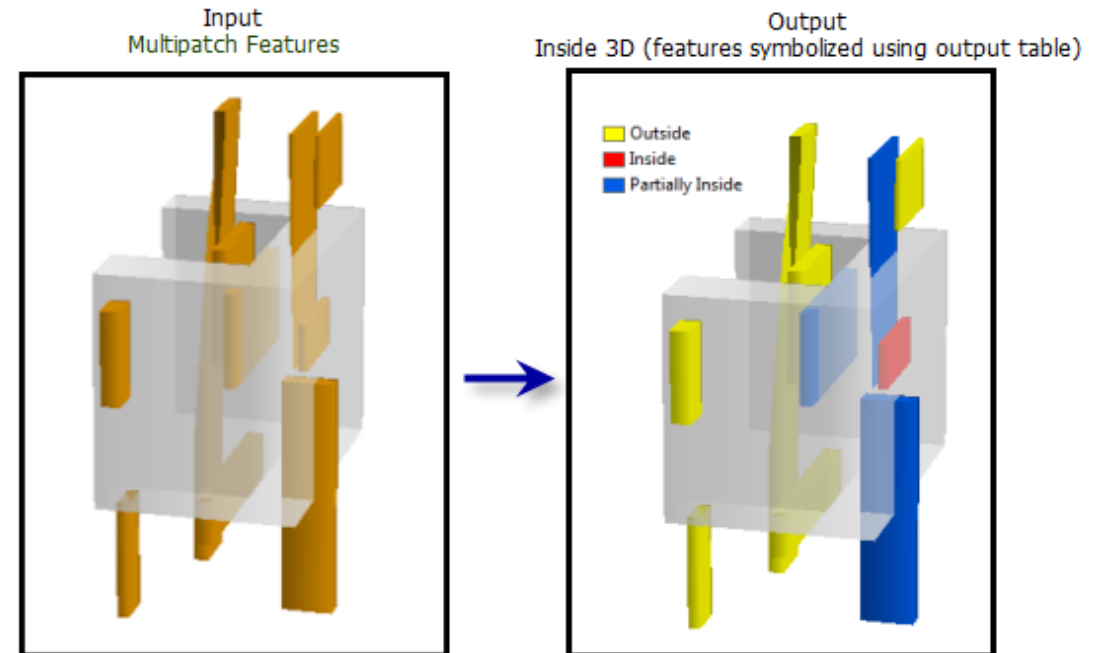 Input
Multipatch Features
Output
Inside 3D (features symbolized using output table)
Outside
Inside
Partially Inside